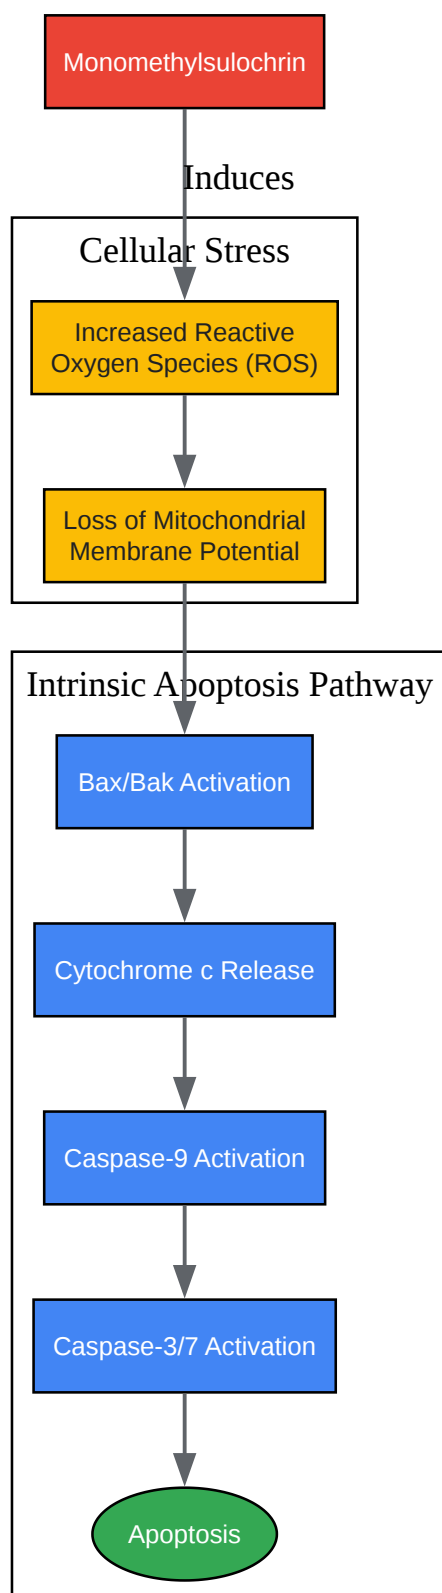 Monomethylsulochrin
Induces
Cellular Stress
Increased Reactive
Oxygen Species (ROS)
Loss of Mitochondrial
Membrane Potential
Intrinsic Apoptosis Pathway
Bax/Bak Activation
Cytochrome c Release
Caspase-9 Activation
Caspase-3/7 Activation
Apoptosis